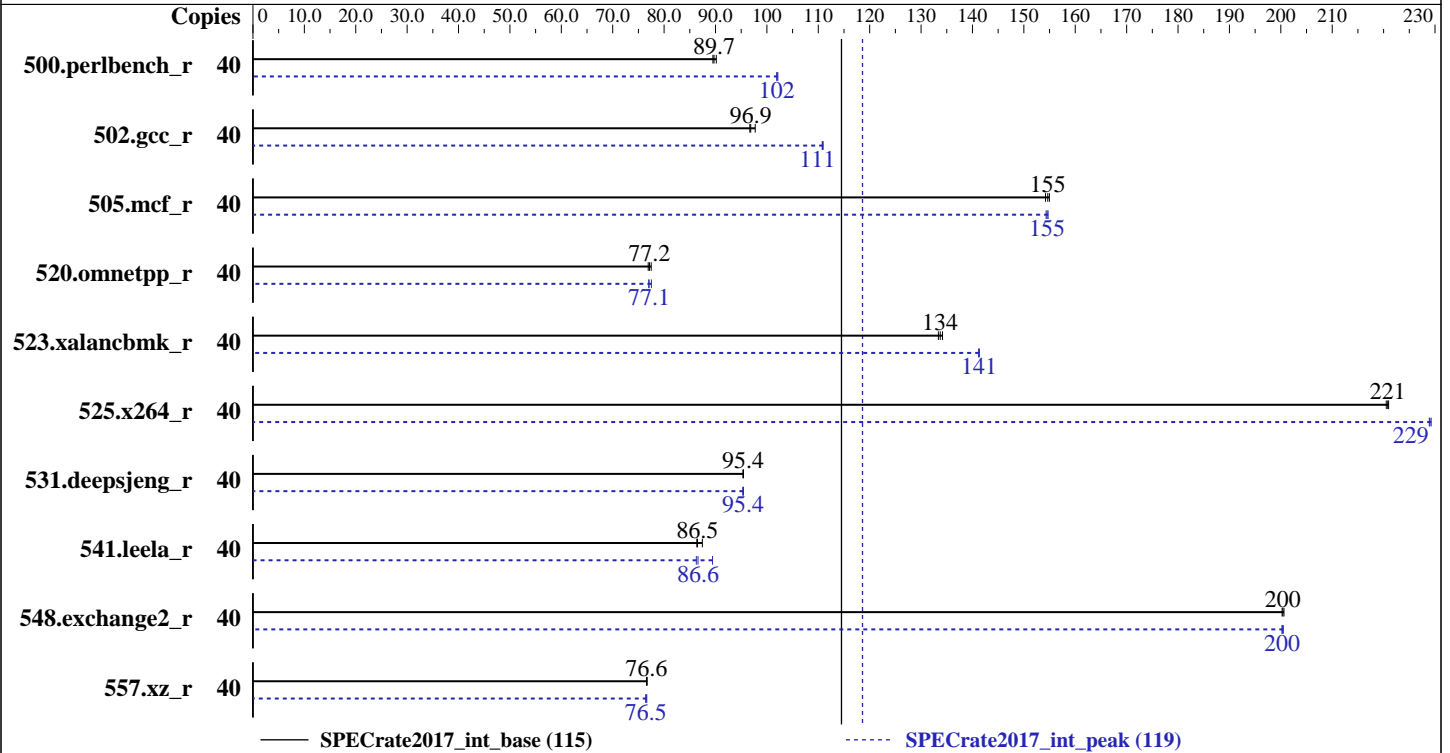 Copies 0 10.0 20.0 30.0 40.0 50.0 60.0 70.0 80.0 90.0 100 111 120 130 140 150 160 170 180 190 200 210 230
89.7
500.perlbench_r 40
102
96.9
502.gcc_r 40
111
155
505.mcf_r 40
155
77.2
520.omnetpp_r 40
77.1
134
523.xalancbmk_r 40
141
221
525.x264_r 40
229
95.4
531.deepsjeng_r 40
95.4
86.5
541.leela_r 40
86.6
200
548.exchange2_r 40
200
76.6
557.xz_r 40
76.5
SPECrate2017_int_base (115) SPECrate2017_int_peak (119)